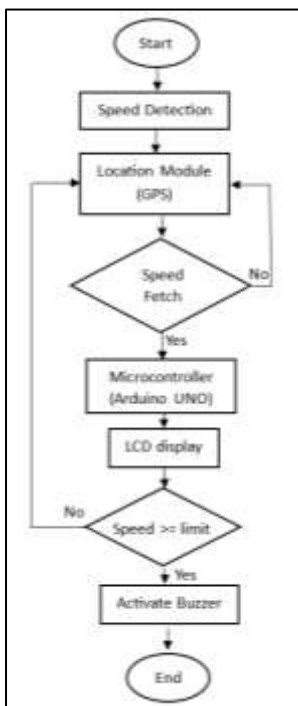 Start
Speed Detection
Location Module
(GPS)
Speed
Fetch
No
Yes
Microcontroller
(Arduino UNO)
LCD display
No
Speed >= limit
Yes
Activate Buzzer
End